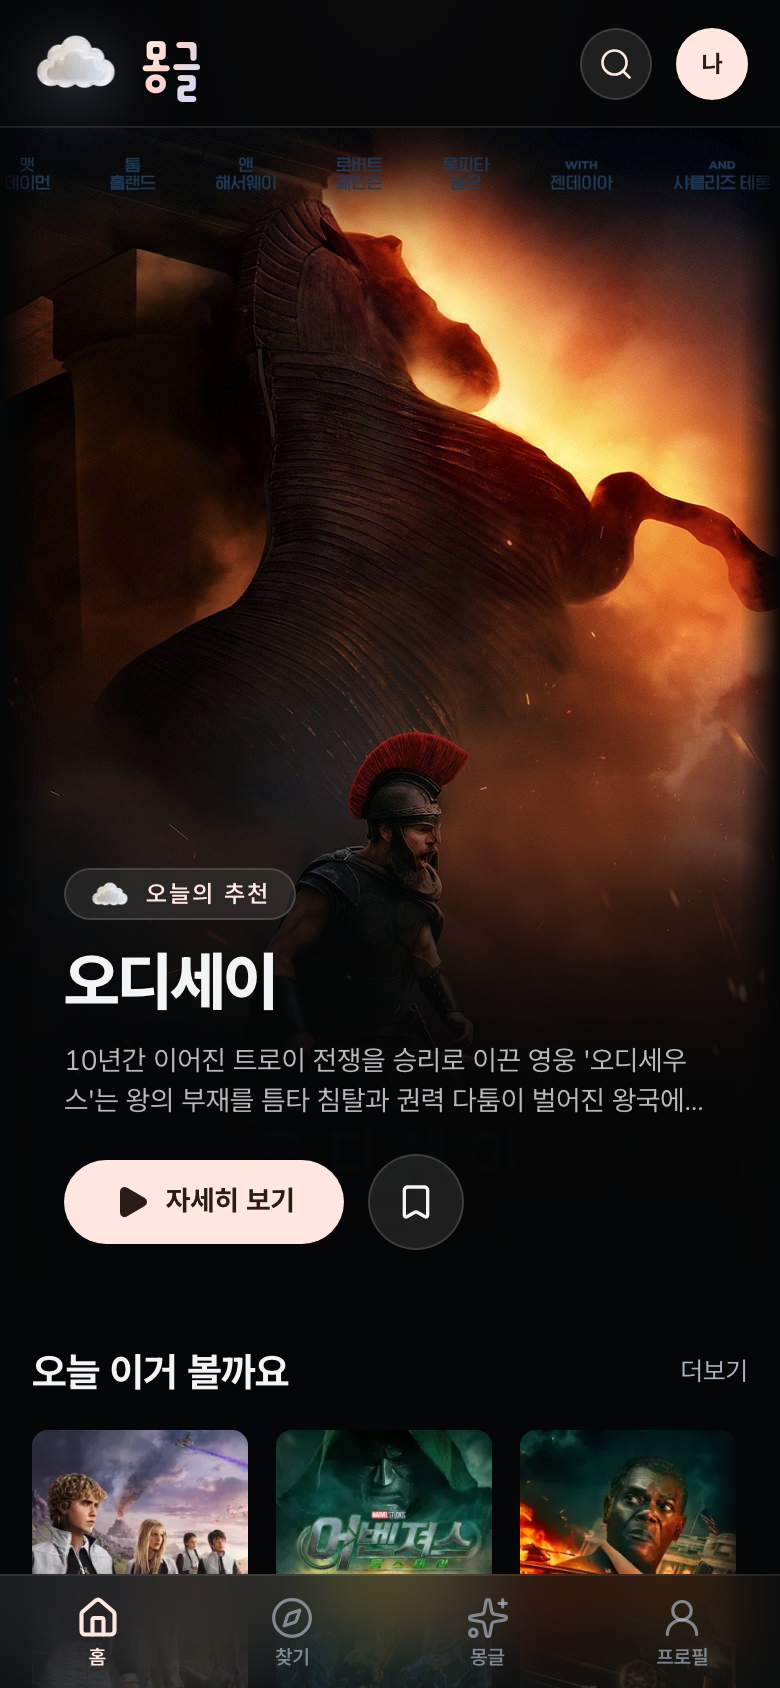 몽글
나
맷
데이먼
톰
홀랜드
앤
해서웨이
로버트
패틴슨
루피타
뇽오
WITH
젠데이아
AND
샤를리즈 테론
오늘의 추천
오디세이
10년간 이어진 트로이 전쟁을 승리로 이끈 영웅 '오디세우
스'는 왕의 부재를 틈타 침탈과 권력 다툼이 벌어진 왕국에...
자세히 보기
오늘 이거 볼까요
더보기
MARVEL STUDIOS
어벤져스
둠스데이
홈
찾기
몽글
프로필